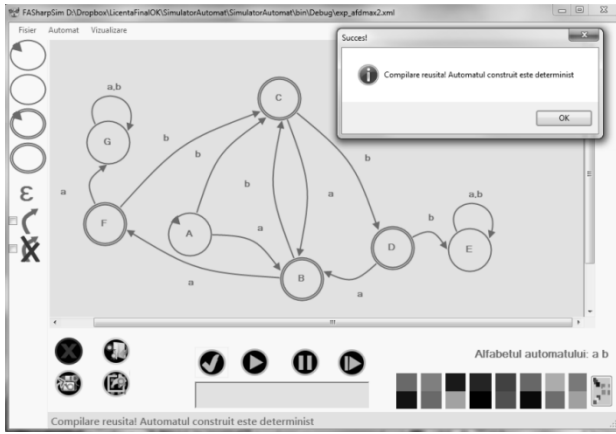 FASharpSim D:\Dropbox\LicentaFinalOK\SimulatorAutomat\SimulatorAutomat\bin\Debug\exp_afdmax2.xml
Fisier Automat Vizualizare
Succes!
Compilare reusita! Automatul construit este determinist
OK
a,b
C
G
b
b
b
b
a
a
ε
a
a,b
b
F
A
D
E
B
a
a
Alfabetul automatului: a b
Compilare reusita! Automatul construit este determinist